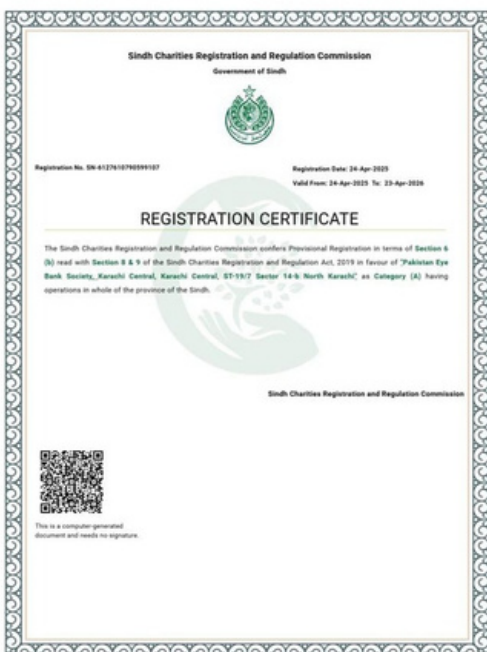 Sindh Charities Registration and Regulation Commission
Government of Sindh
Registration No. SN-6127610790599107
Registration Date: 24-Apr-2025
Valid From: 24-Apr-2025 To: 23-Apr-2026
REGISTRATION CERTIFICATE
The Sindh Charities Registration and Regulation Commission confers Provisional Registration in terms of Section 6
(b) read with Section 8 & 9 of the Sindh Charities Registration and Regulation Act, 2019 in favour of "Pakistan Eye
Bank Society,_Karachi Central, Karachi Central, ST-19/7 Sector 14-b North Karachi", as Category (A) having
operations in whole of the province of the Sindh.
Sindh Charities Registration and Regulation Commission
This is a computer-generated
document and needs no signature.